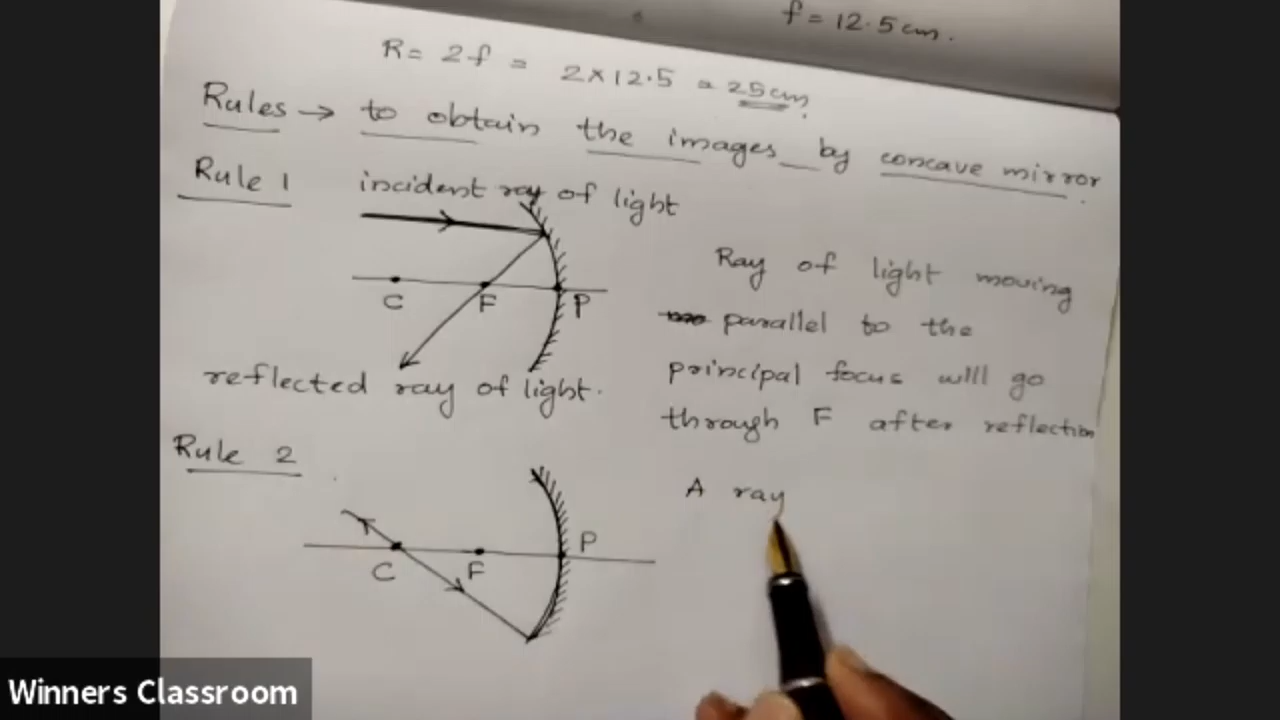 f = 12.5 cm.
R = 2f = 2×12.5 = 25cm.
Rules → to obtain the images by concave mirror.
Rule 1 incident ray of light
C F P
reflected ray of light.
Ray of light moving
parallel to the
principal focus will go
through F after reflection
Rule 2
C F P
A ray
Winners Classroom